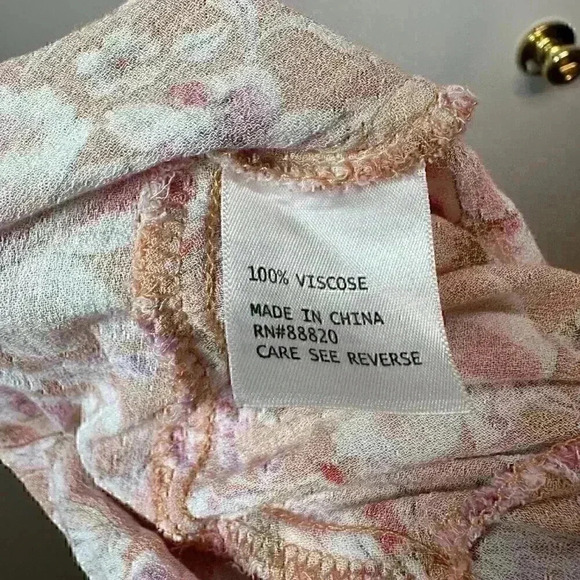 100% VISCOSE
MADE IN CHINA
RN#88820
CARE SEE REVERSE